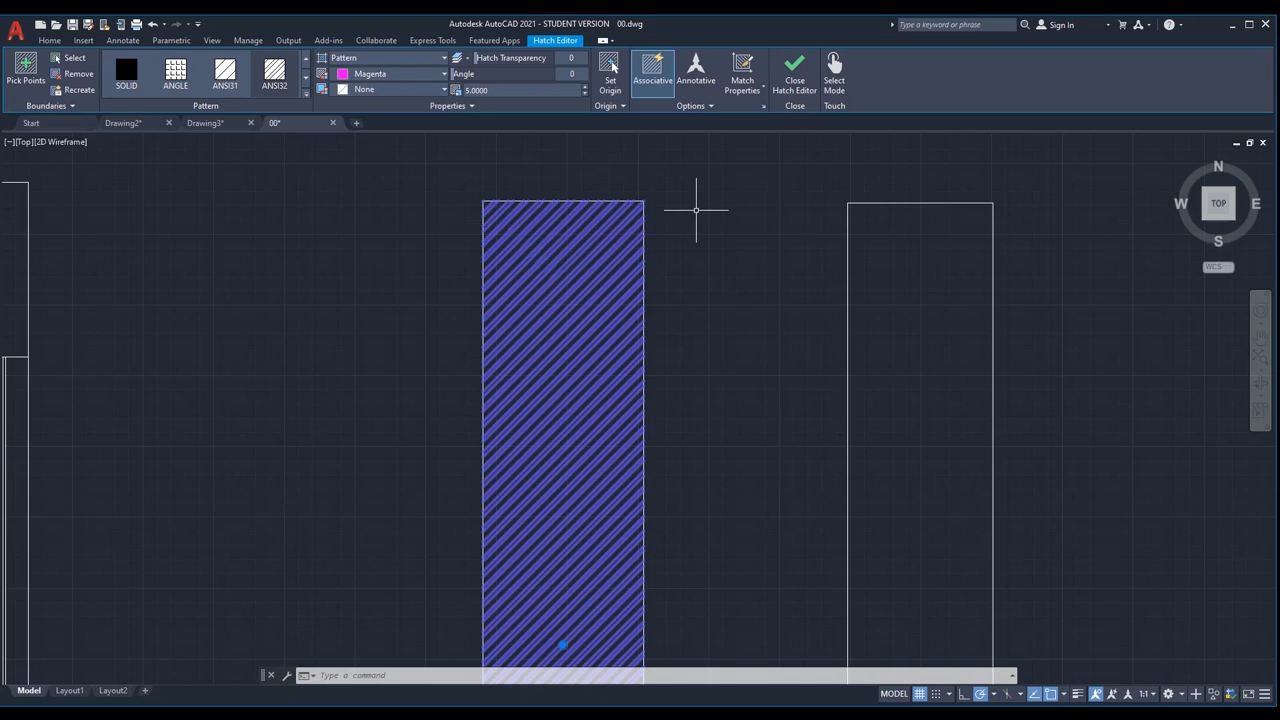 Autodesk AutoCAD 2021 - STUDENT VERSION 00.dwg
Type a keyword or phrase
Sign In
Home Insert Annotate Parametric View Manage Output Add-ins Collaborate Express Tools Featured Apps Hatch Editor
Pick Points
Select
Remove
Recreate
Boundaries
SOLID
ANGLE
ANSI31
ANSI32
Pattern
Pattern
Magenta
None
Hatch Transparency 0
Angle 0
5.0000
Properties
Set
Origin
Origin
Associative
Annotative
Match
Properties
Options
Close
Hatch Editor
Close
Select
Mode
Touch
Start Drawing2* Drawing3* 00*
[−][Top][2D Wireframe]
N
W TOP E
S
WCS
Type a command
Model Layout1 Layout2
MODEL 1:1